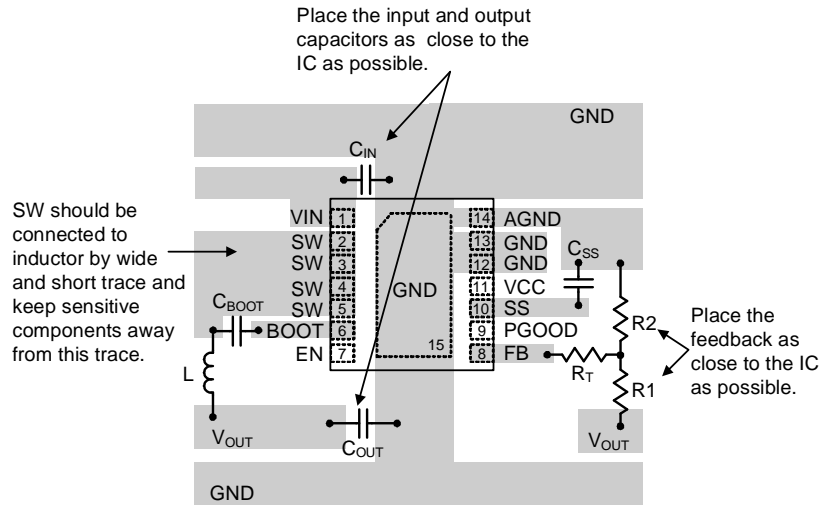 Place the input and output
capacitors as close to the
IC as possible.
GND
CIN
SW should be
connected to
inductor by wide
and short trace and
keep sensitive
components away
from this trace.
VIN 1
SW 2
SW 3
SW 4
SW 5
BOOT 6
EN 7
GND
15
14 AGND
13 GND
12 GND
11 VCC
10 SS
9 PGOOD
8 FB
CSS
CBOOT
L
R2
RT
R1
Place the
feedback as
close to the IC
as possible.
VOUT
COUT
VOUT
GND